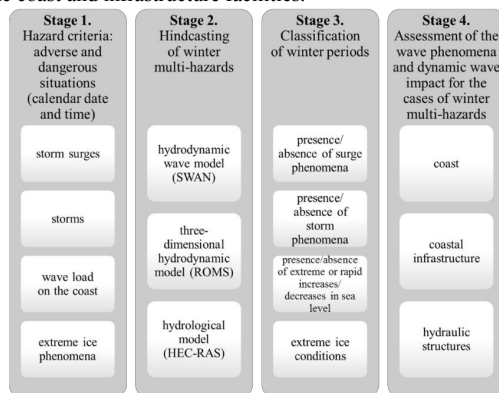 coast and infrastructure facilities.
Stage 1.
Hazard criteria:
adverse and
dangerous
situations
(calendar date
and time)
storm surges
storms
wave load
on the coast
extreme ice
phenomena
Stage 2.
Hindcasting of
winter
multi-hazards
hydrodynamic
wave model
(SWAN)
three-
dimensional
hydrodynamic
model (ROMS)
hydrological
model
(HEC-RAS)
Stage 3.
Classification
of winter
periods
presence/
absence of surge
phenomena
presence/
absence of
storm
phenomena
presence/absence
of extreme or rapid
increases/
decreases in sea
level
extreme ice
conditions
Stage 4.
Assessment of the
wave phenomena
and dynamic wave
impact for the
cases of winter
multi-hazards
coast
coastal
infrastructure
hydraulic
structures